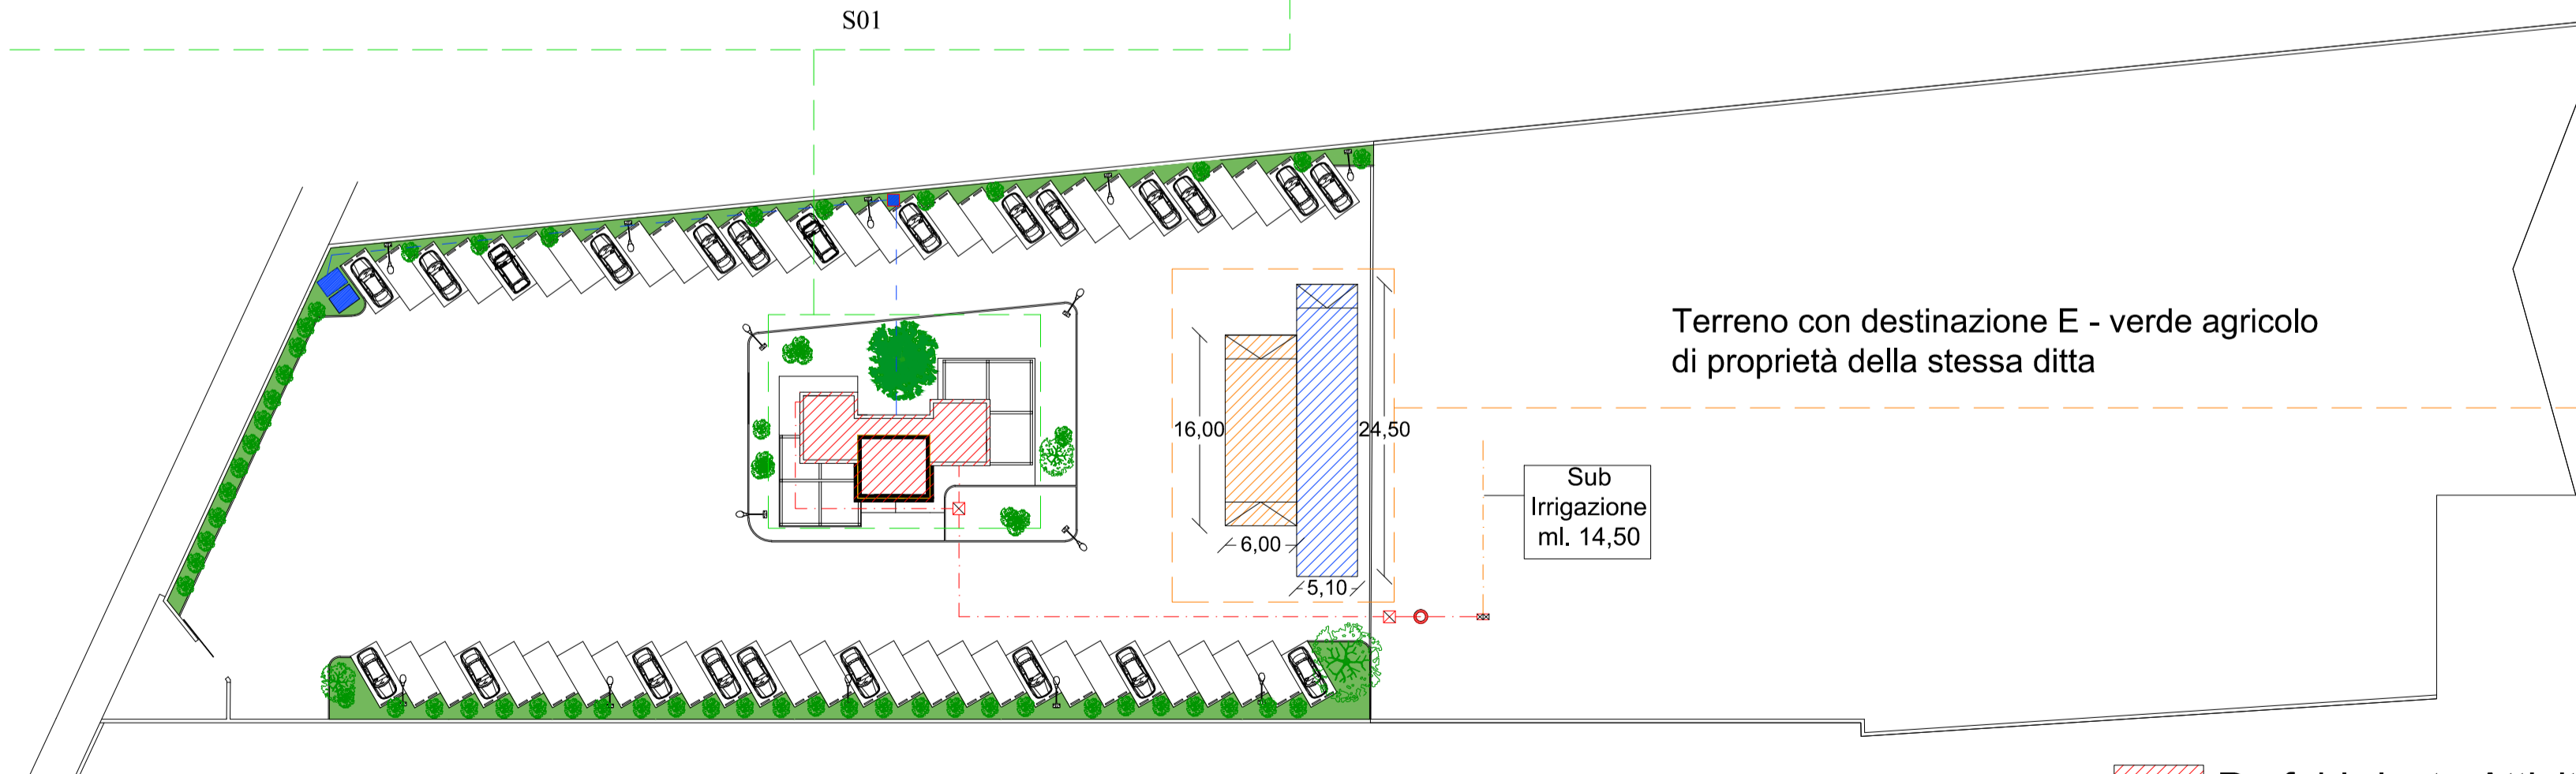 S01
Terreno con destinazione E - verde agricolo
di proprietà della stessa ditta
16,00
24,50
6,00
5,10
Sub
Irrigazione
ml. 14,50